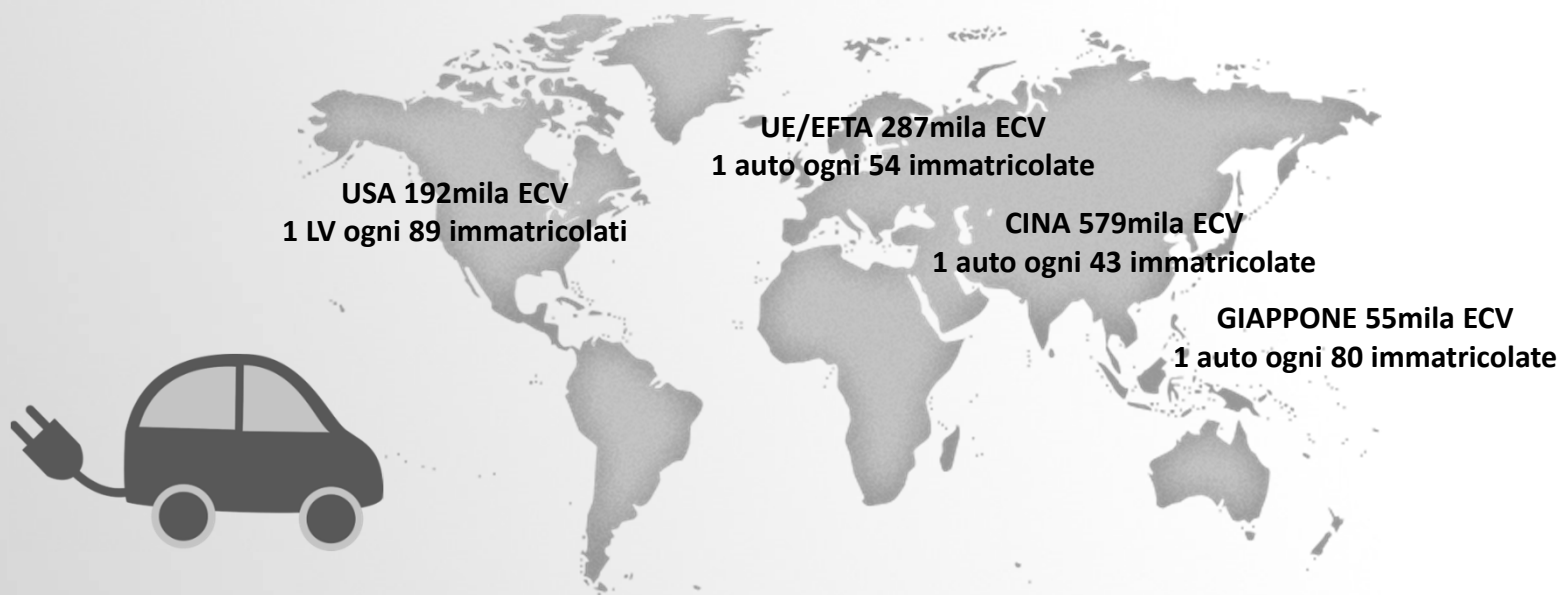 UE/EFTA 287mila ECV
1 auto ogni 54 immatricolate
USA 192mila ECV
1 LV ogni 89 immatricolati
CINA 579mila ECV
1 auto ogni 43 immatricolate
GIAPPONE 55mila ECV
1 auto ogni 80 immatricolate